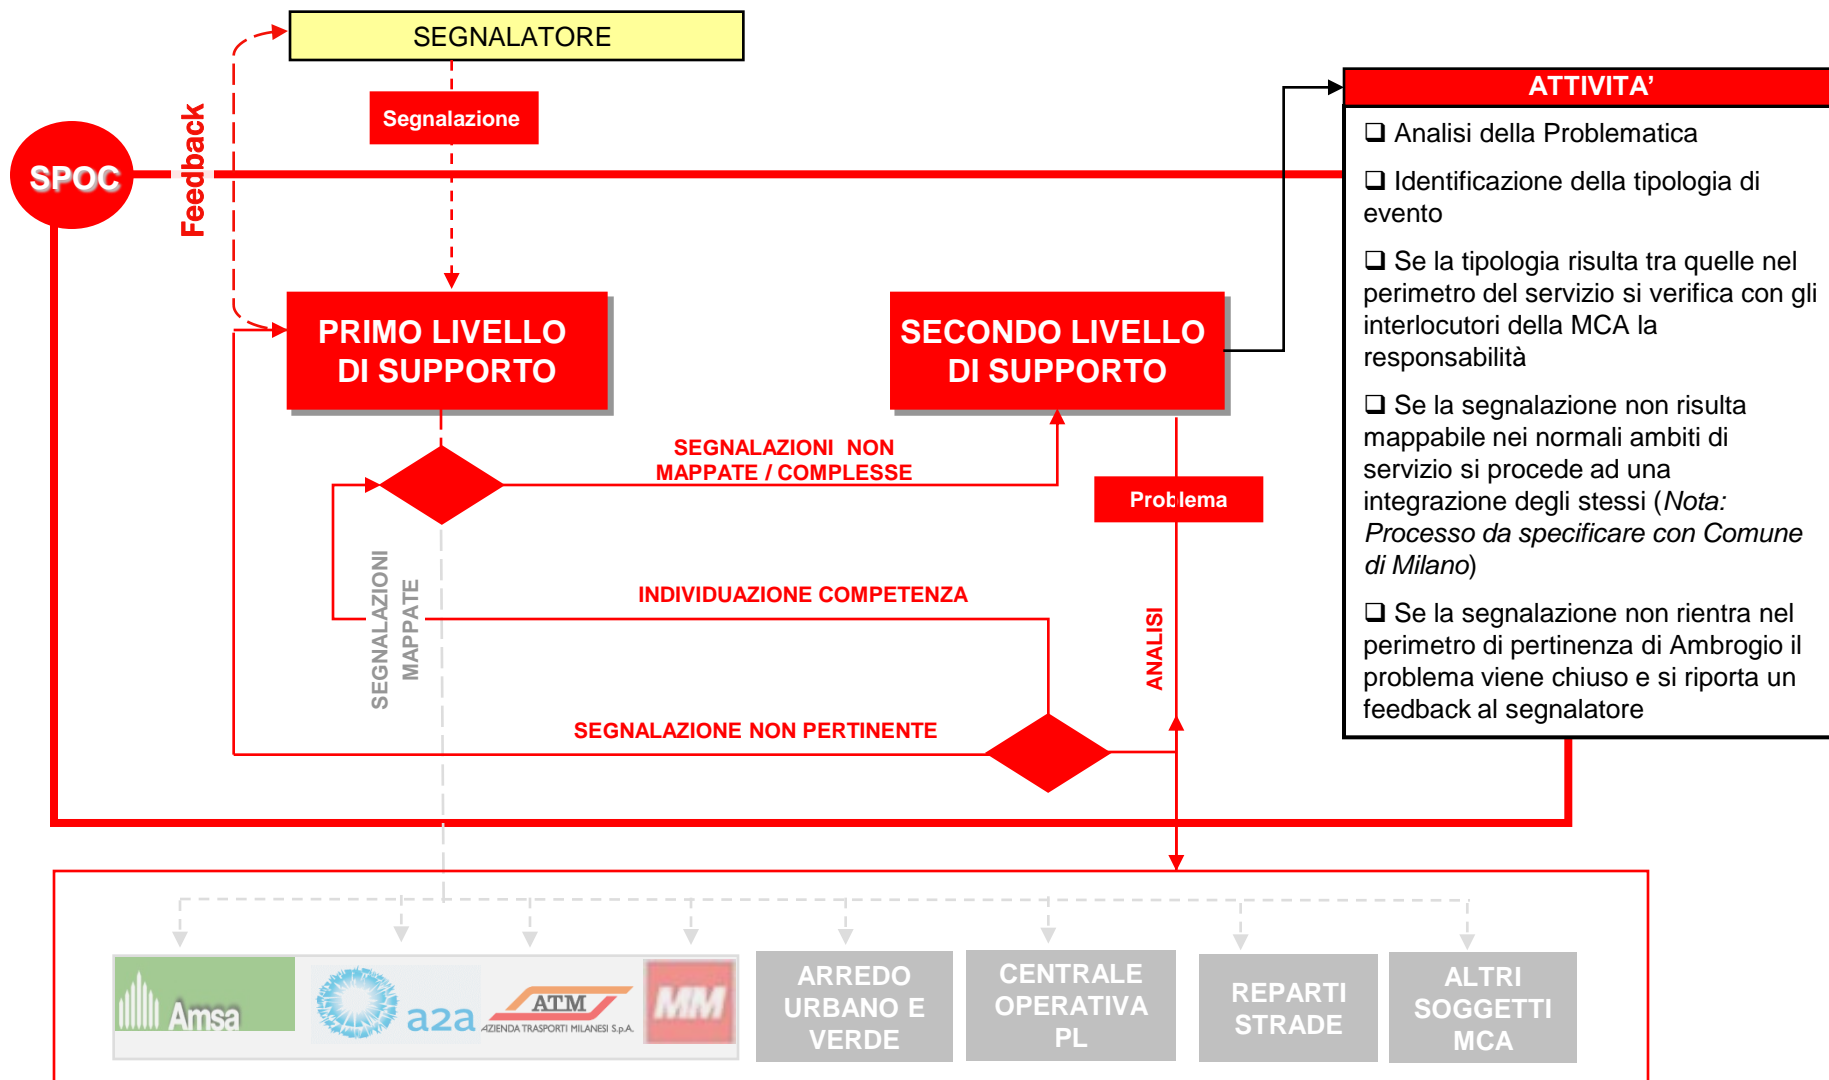 SEGNALATORE
Segnalazione
Feedback
SPOC
PRIMO LIVELLO
DI SUPPORTO
SECONDO LIVELLO
DI SUPPORTO
SEGNALAZIONI NON
MAPPATE / COMPLESSE
Problema
SEGNALAZIONI
MAPPATE
INDIVIDUAZIONE COMPETENZA
ANALISI
SEGNALAZIONE NON PERTINENTE
ATTIVITA’
❑ Analisi della Problematica
❑ Identificazione della tipologia di
evento
❑ Se la tipologia risulta tra quelle nel
perimetro del servizio si verifica con gli
interlocutori della MCA la
responsabilità
❑ Se la segnalazione non risulta
mappabile nei normali ambiti di
servizio si procede ad una
integrazione degli stessi (Nota:
Processo da specificare con Comune
di Milano)
❑ Se la segnalazione non rientra nel
perimetro di pertinenza di Ambrogio il
problema viene chiuso e si riporta un
feedback al segnalatore
Amsa
a2a
ATM
AZIENDA TRASPORTI MILANESI S.p.A.
MM
ARREDO
URBANO E
VERDE
CENTRALE
OPERATIVA
PL
REPARTI
STRADE
ALTRI
SOGGETTI
MCA